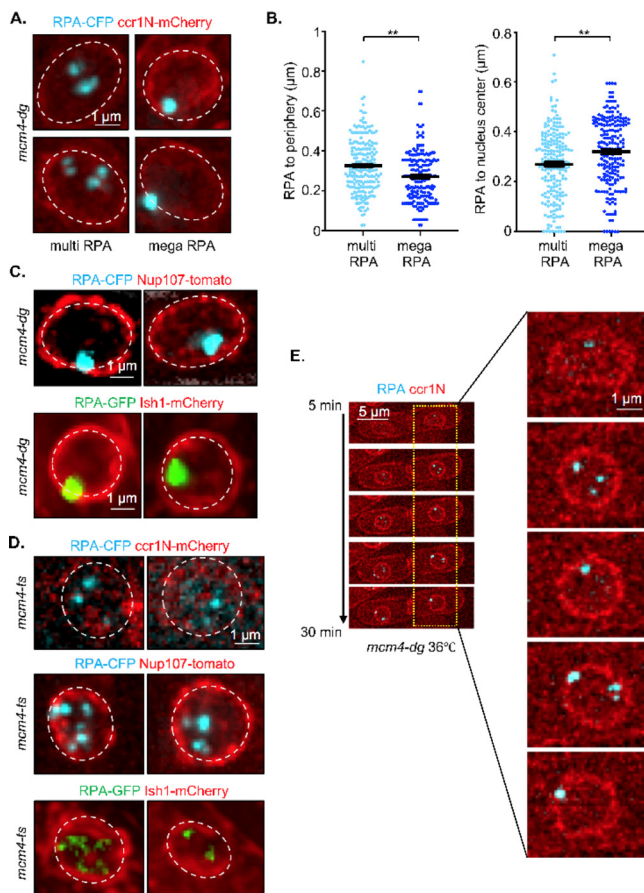 A.
RPA-CFP ccr1N-mCherry
mcm4-dg
1 µm
multi RPA
mega RPA
B.
**
RPA to periphery (µm)
1
0.8
0.6
0.4
0.2
0
multi RPA
mega RPA
**
RPA to nucleus center (µm)
0.8
0.6
0.4
0.2
0.0
multi RPA
mega RPA
C.
RPA-CFP Nup107-tomato
mcm4-dg
1 µm
RPA-GFP Ish1-mCherry
mcm4-dg
1 µm
D.
RPA-CFP ccr1N-mCherry
mcm4-ts
1 µm
RPA-CFP Nup107-tomato
mcm4-ts
RPA-GFP Ish1-mCherry
mcm4-ts
E.
RPA ccr1N
5 min
5 µm
30 min
mcm4-dg 36℃
1 µm